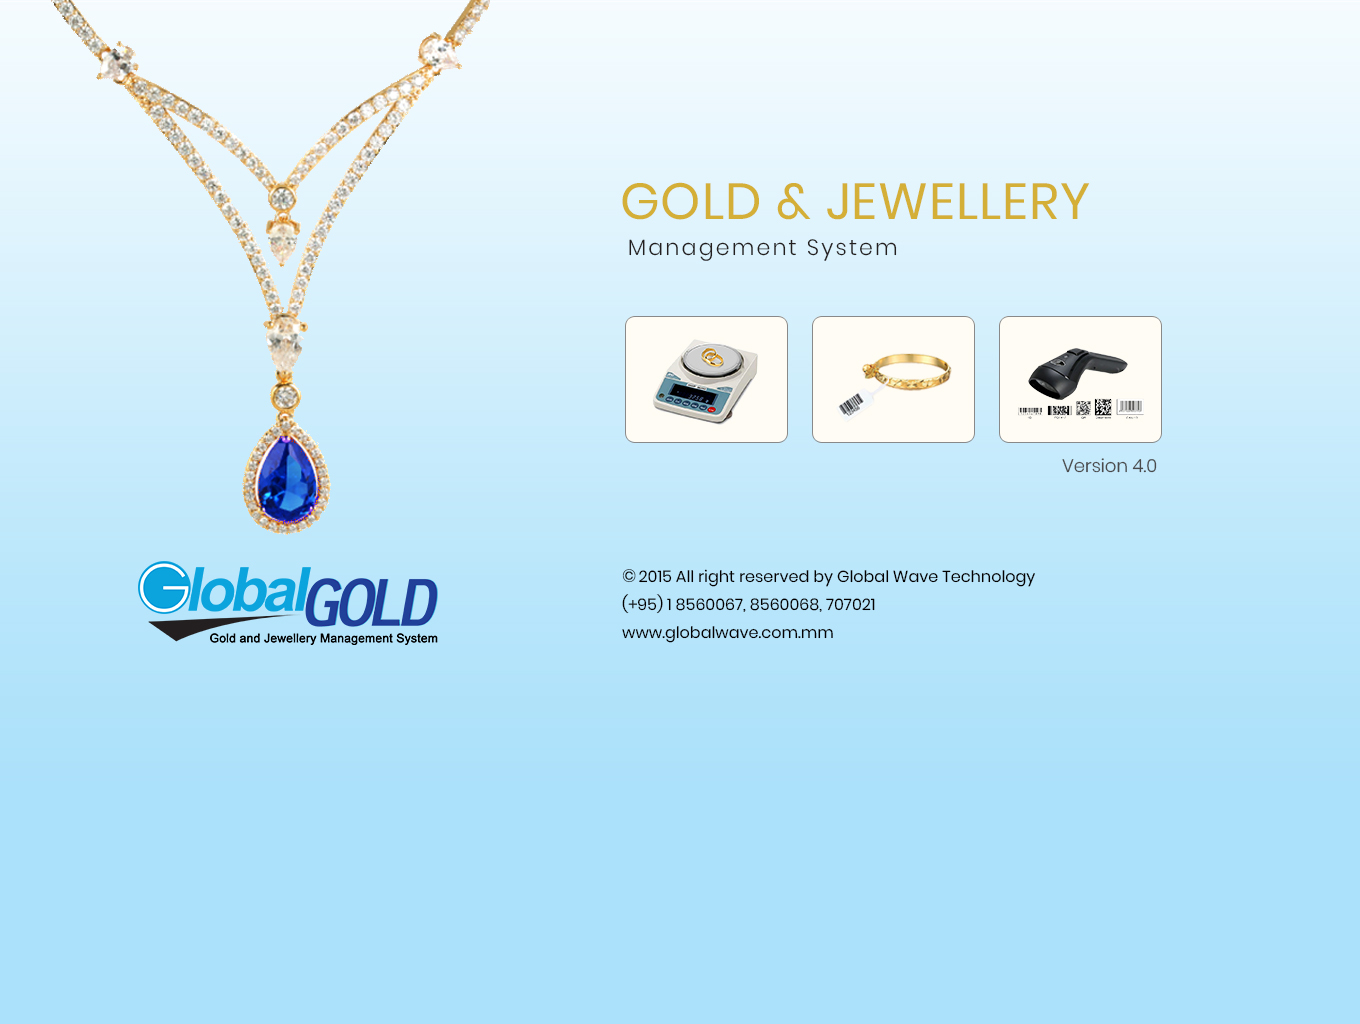 GOLD & JEWELLERY
Management System
Version 4.0
GlobalGOLD
Gold and Jewellery Management System
© 2015 All right reserved by Global Wave Technology
(+95) 1 8560067, 8560068, 707021
www.globalwave.com.mm